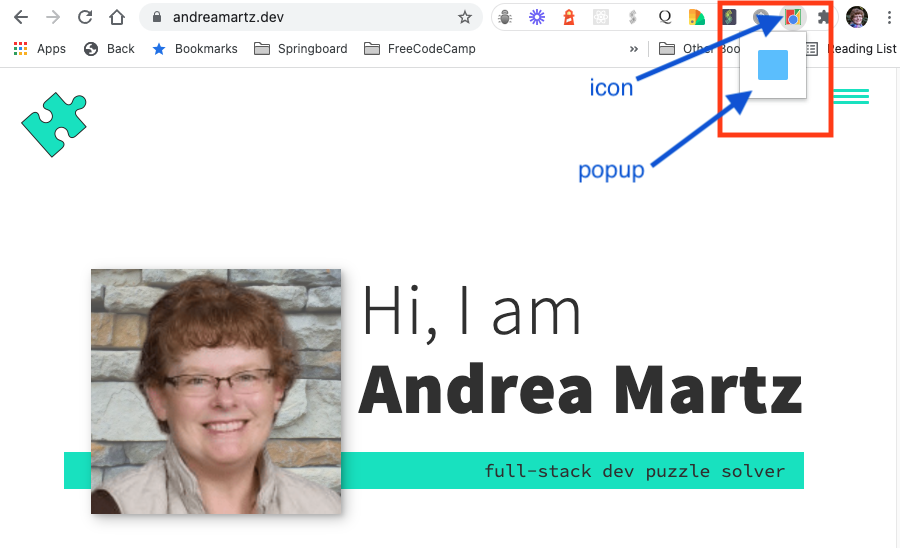 andreamartz.dev
Apps Back Bookmarks Springboard FreeCodeCamp » Other Boo Reading List
icon
popup
Hi, I am
Andrea Martz
full-stack dev puzzle solver